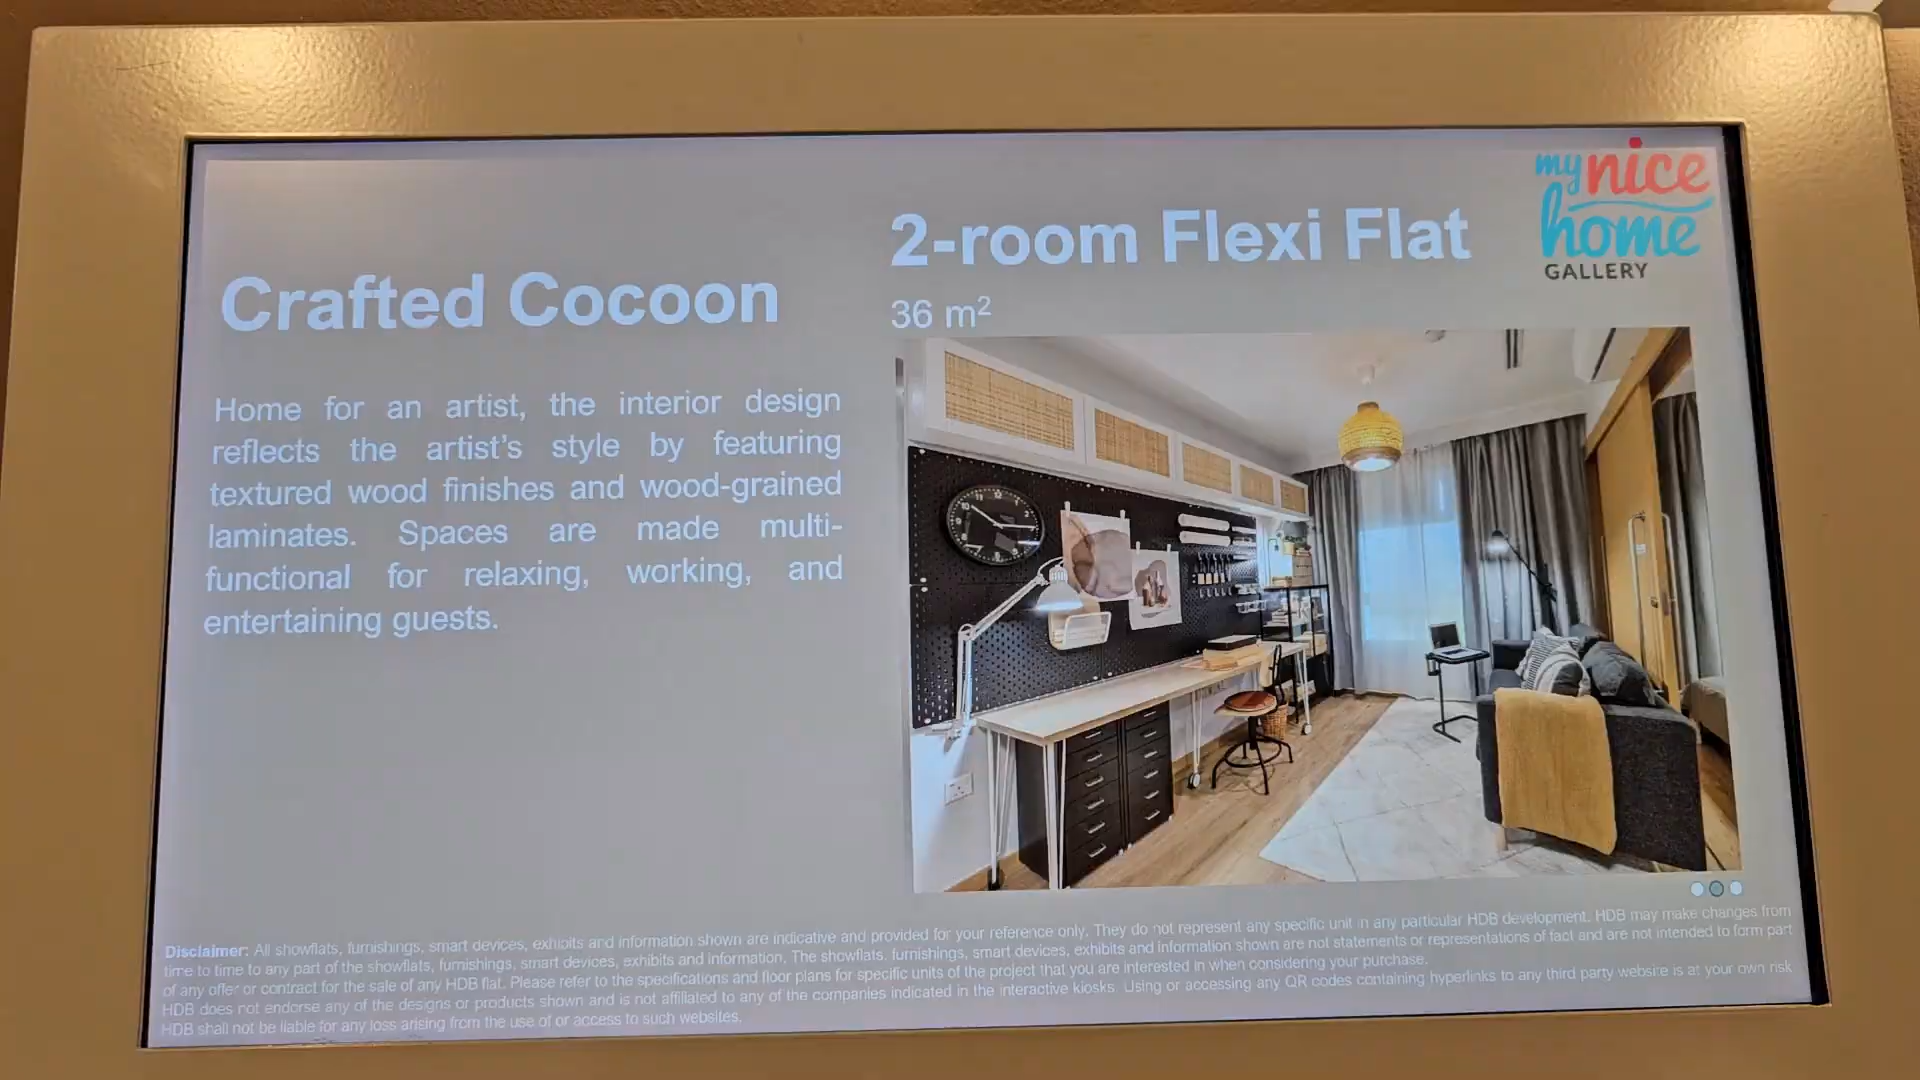 my nice
home
GALLERY
2-room Flexi Flat
36 m²
Crafted Cocoon
Home for an artist, the interior design
reflects the artist's style by featuring
textured wood finishes and wood-grained
laminates. Spaces are made multi-
functional for relaxing, working, and
entertaining guests.
Disclaimer: All showflats, furnishings, smart devices, exhibits and information shown are indicative and provided for your reference only. They do not represent any specific unit in any particular HDB development. HDB may make changes from
time to time to any part of the showflats, furnishings, smart devices, exhibits and information. The showflats, furnishings, smart devices, exhibits and information shown are not statements or representations of fact and are not intended to form part
of any offer or contract for the sale of any HDB flat. Please refer to the specifications and floor plans for specific units of the project that you are interested in when considering your purchase.
HDB does not endorse any of the designs or products shown and is not affiliated to any of the companies indicated in the interactive kiosks. Using or accessing any QR codes containing hyperlinks to any third party website is at your own risk
HDB shall not be liable for any loss arising from the use of or access to such websites.